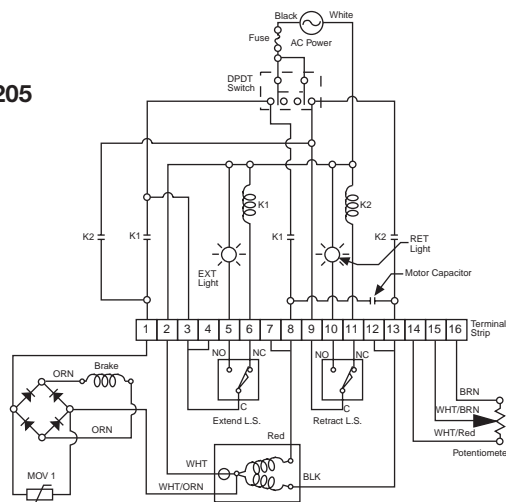 205
Black
White
Fuse
AC Power
DPDT
Switch
K1
K2
K2
K1
K1
K2
RET
Light
EXT
Light
Motor Capacitor
1 2 3 4 5 6 7 8 9 10 11 12 13 14 15 16
Terminal
Strip
NO
NC
NO
NC
ORN
Brake
C
C
BRN
Extend L.S.
Retract L.S.
WHT/BRN
ORN
Red
WHT/Red
WHT
BLK
Potentiometer
MOV 1
WHT/ORN